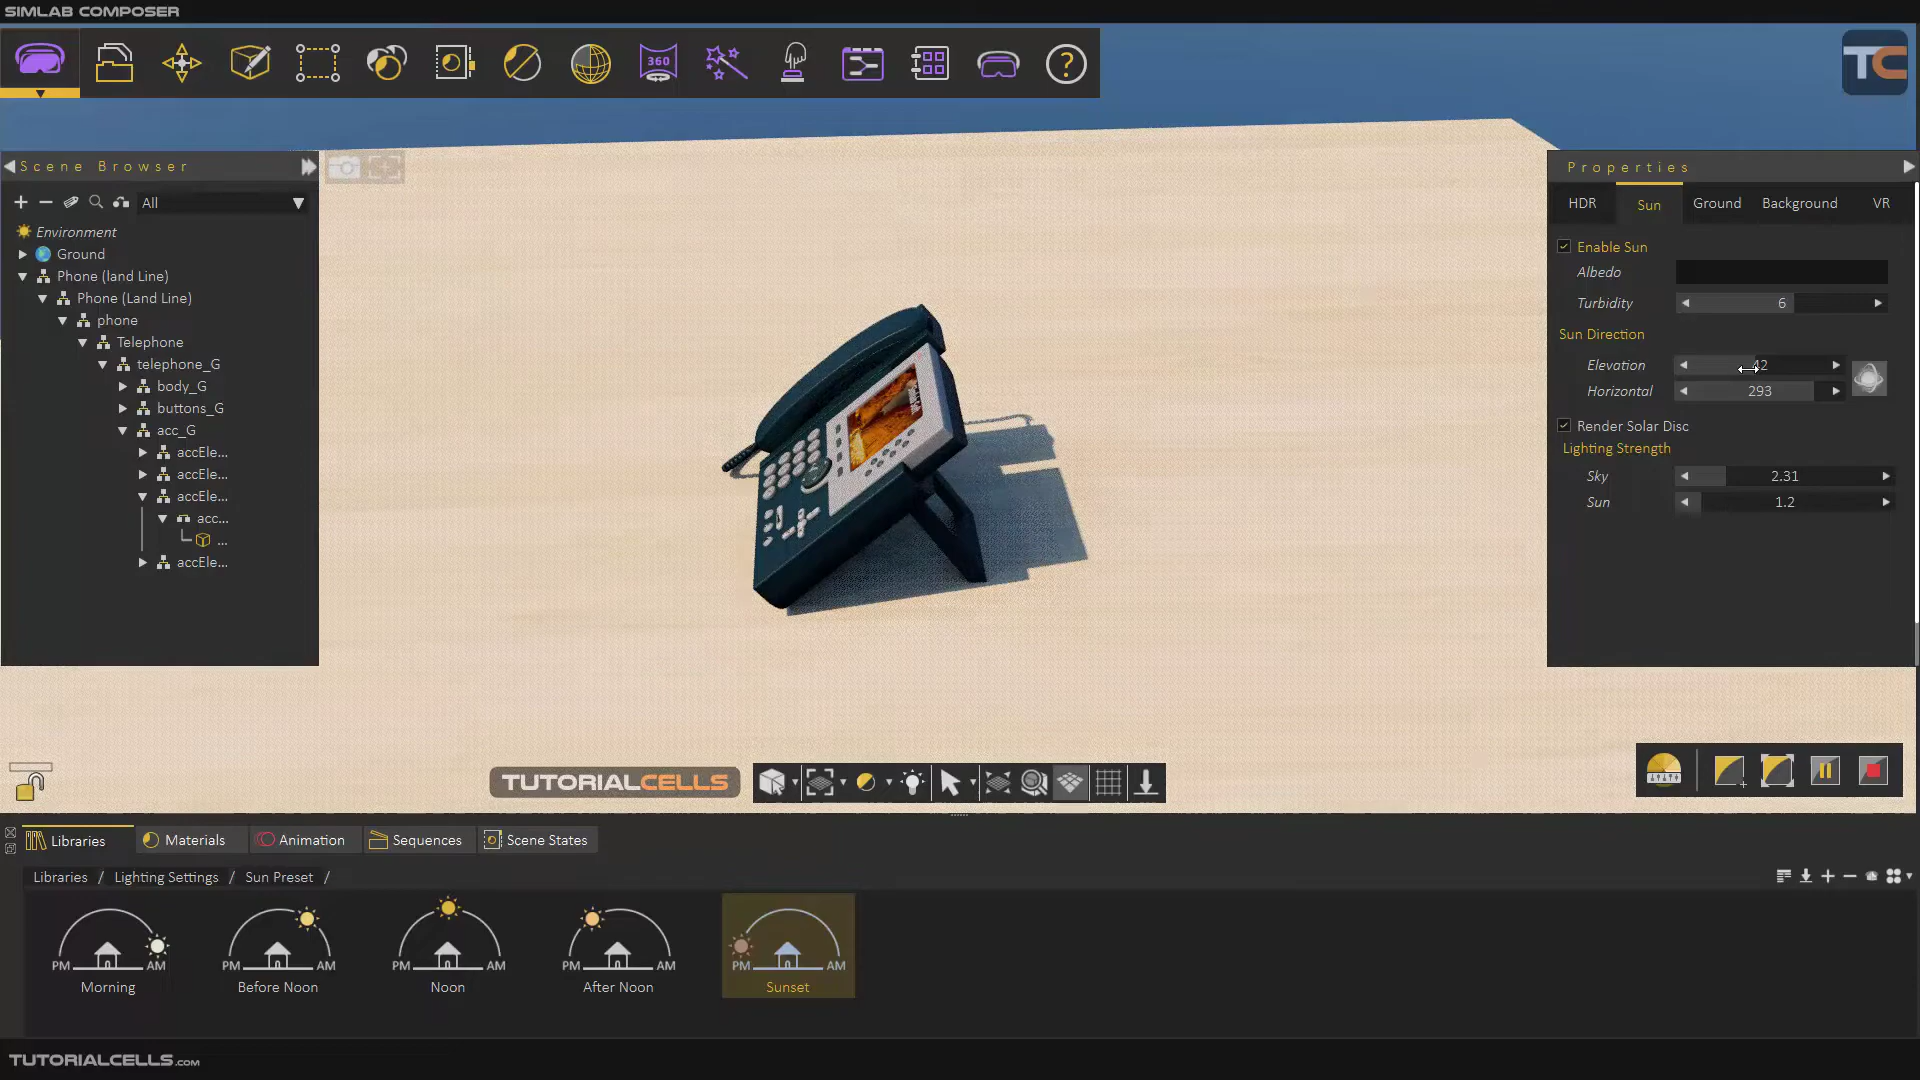 SIMLAB COMPOSER
360
?
TC
Scene Browser
All
Environment
Ground
Phone (land Line)
Phone (Land Line)
phone
Telephone
telephone_G
body_G
buttons_G
acc_G
accEle...
accEle...
accEle...
acc...
...
accEle...
Properties
HDR Sun Ground Background VR
Enable Sun
Albedo
Turbidity 6
Sun Direction
Elevation 42
Horizontal 293
Render Solar Disc
Lighting Strength
Sky 2.31
Sun 1.2
TUTORIALCELLS
Libraries Materials Animation Sequences Scene States
Libraries / Lighting Settings / Sun Preset /
PM AM PM AM PM AM PM AM PM AM
Morning Before Noon Noon After Noon Sunset
TUTORIALCELLS.com